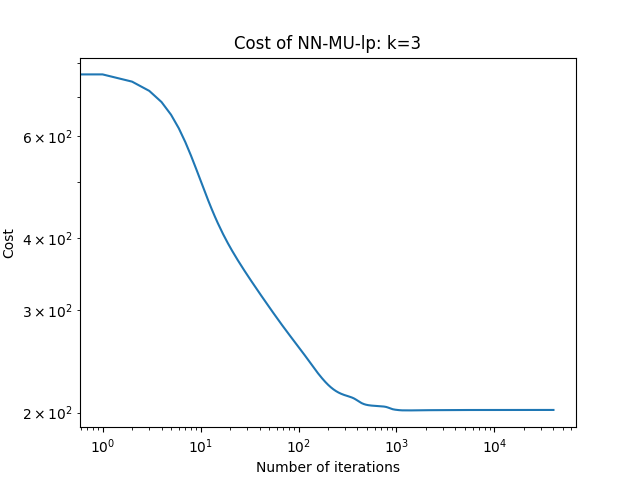 Cost of NN-MU-lp: k=3
6 × 10²
4 × 10²
3 × 10²
2 × 10²
Cost
10⁰ 10¹ 10² 10³ 10⁴
Number of iterations